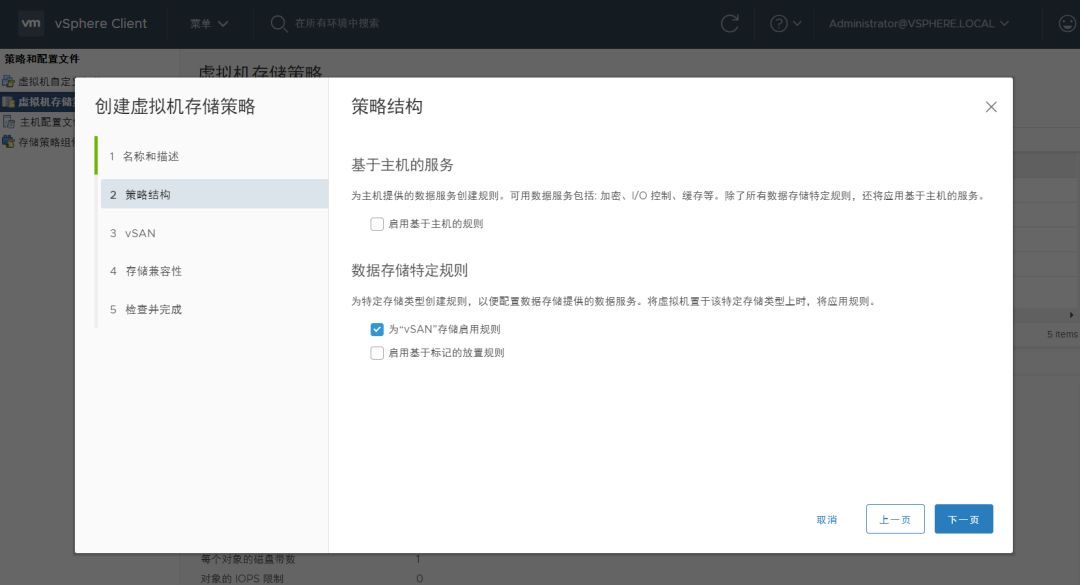 vm vSphere Client 菜单 在所有环境中搜索 Administrator@VSPHERE.LOCAL
策略和配置文件
虚拟机存储策略
虚拟机自定义
虚拟机存储策
主机配置文
存储策略组件
创建虚拟机存储策略
1 名称和描述
2 策略结构
3 vSAN
4 存储兼容性
5 检查并完成
策略结构
基于主机的服务
为主机提供的数据服务创建规则。可用数据服务包括: 加密、I/O 控制、缓存等。除了所有数据存储特定规则，还将应用基于主机的服务。
启用基于主机的规则
数据存储特定规则
为特定存储类型创建规则，以便配置数据存储提供的数据服务。将虚拟机置于该特定存储类型上时，将应用规则。
为“vSAN”存储启用规则
启用基于标记的放置规则
取消 上一页 下一页
5 items
每个对象的磁盘带数 1
对象的 IOPS 限制 0